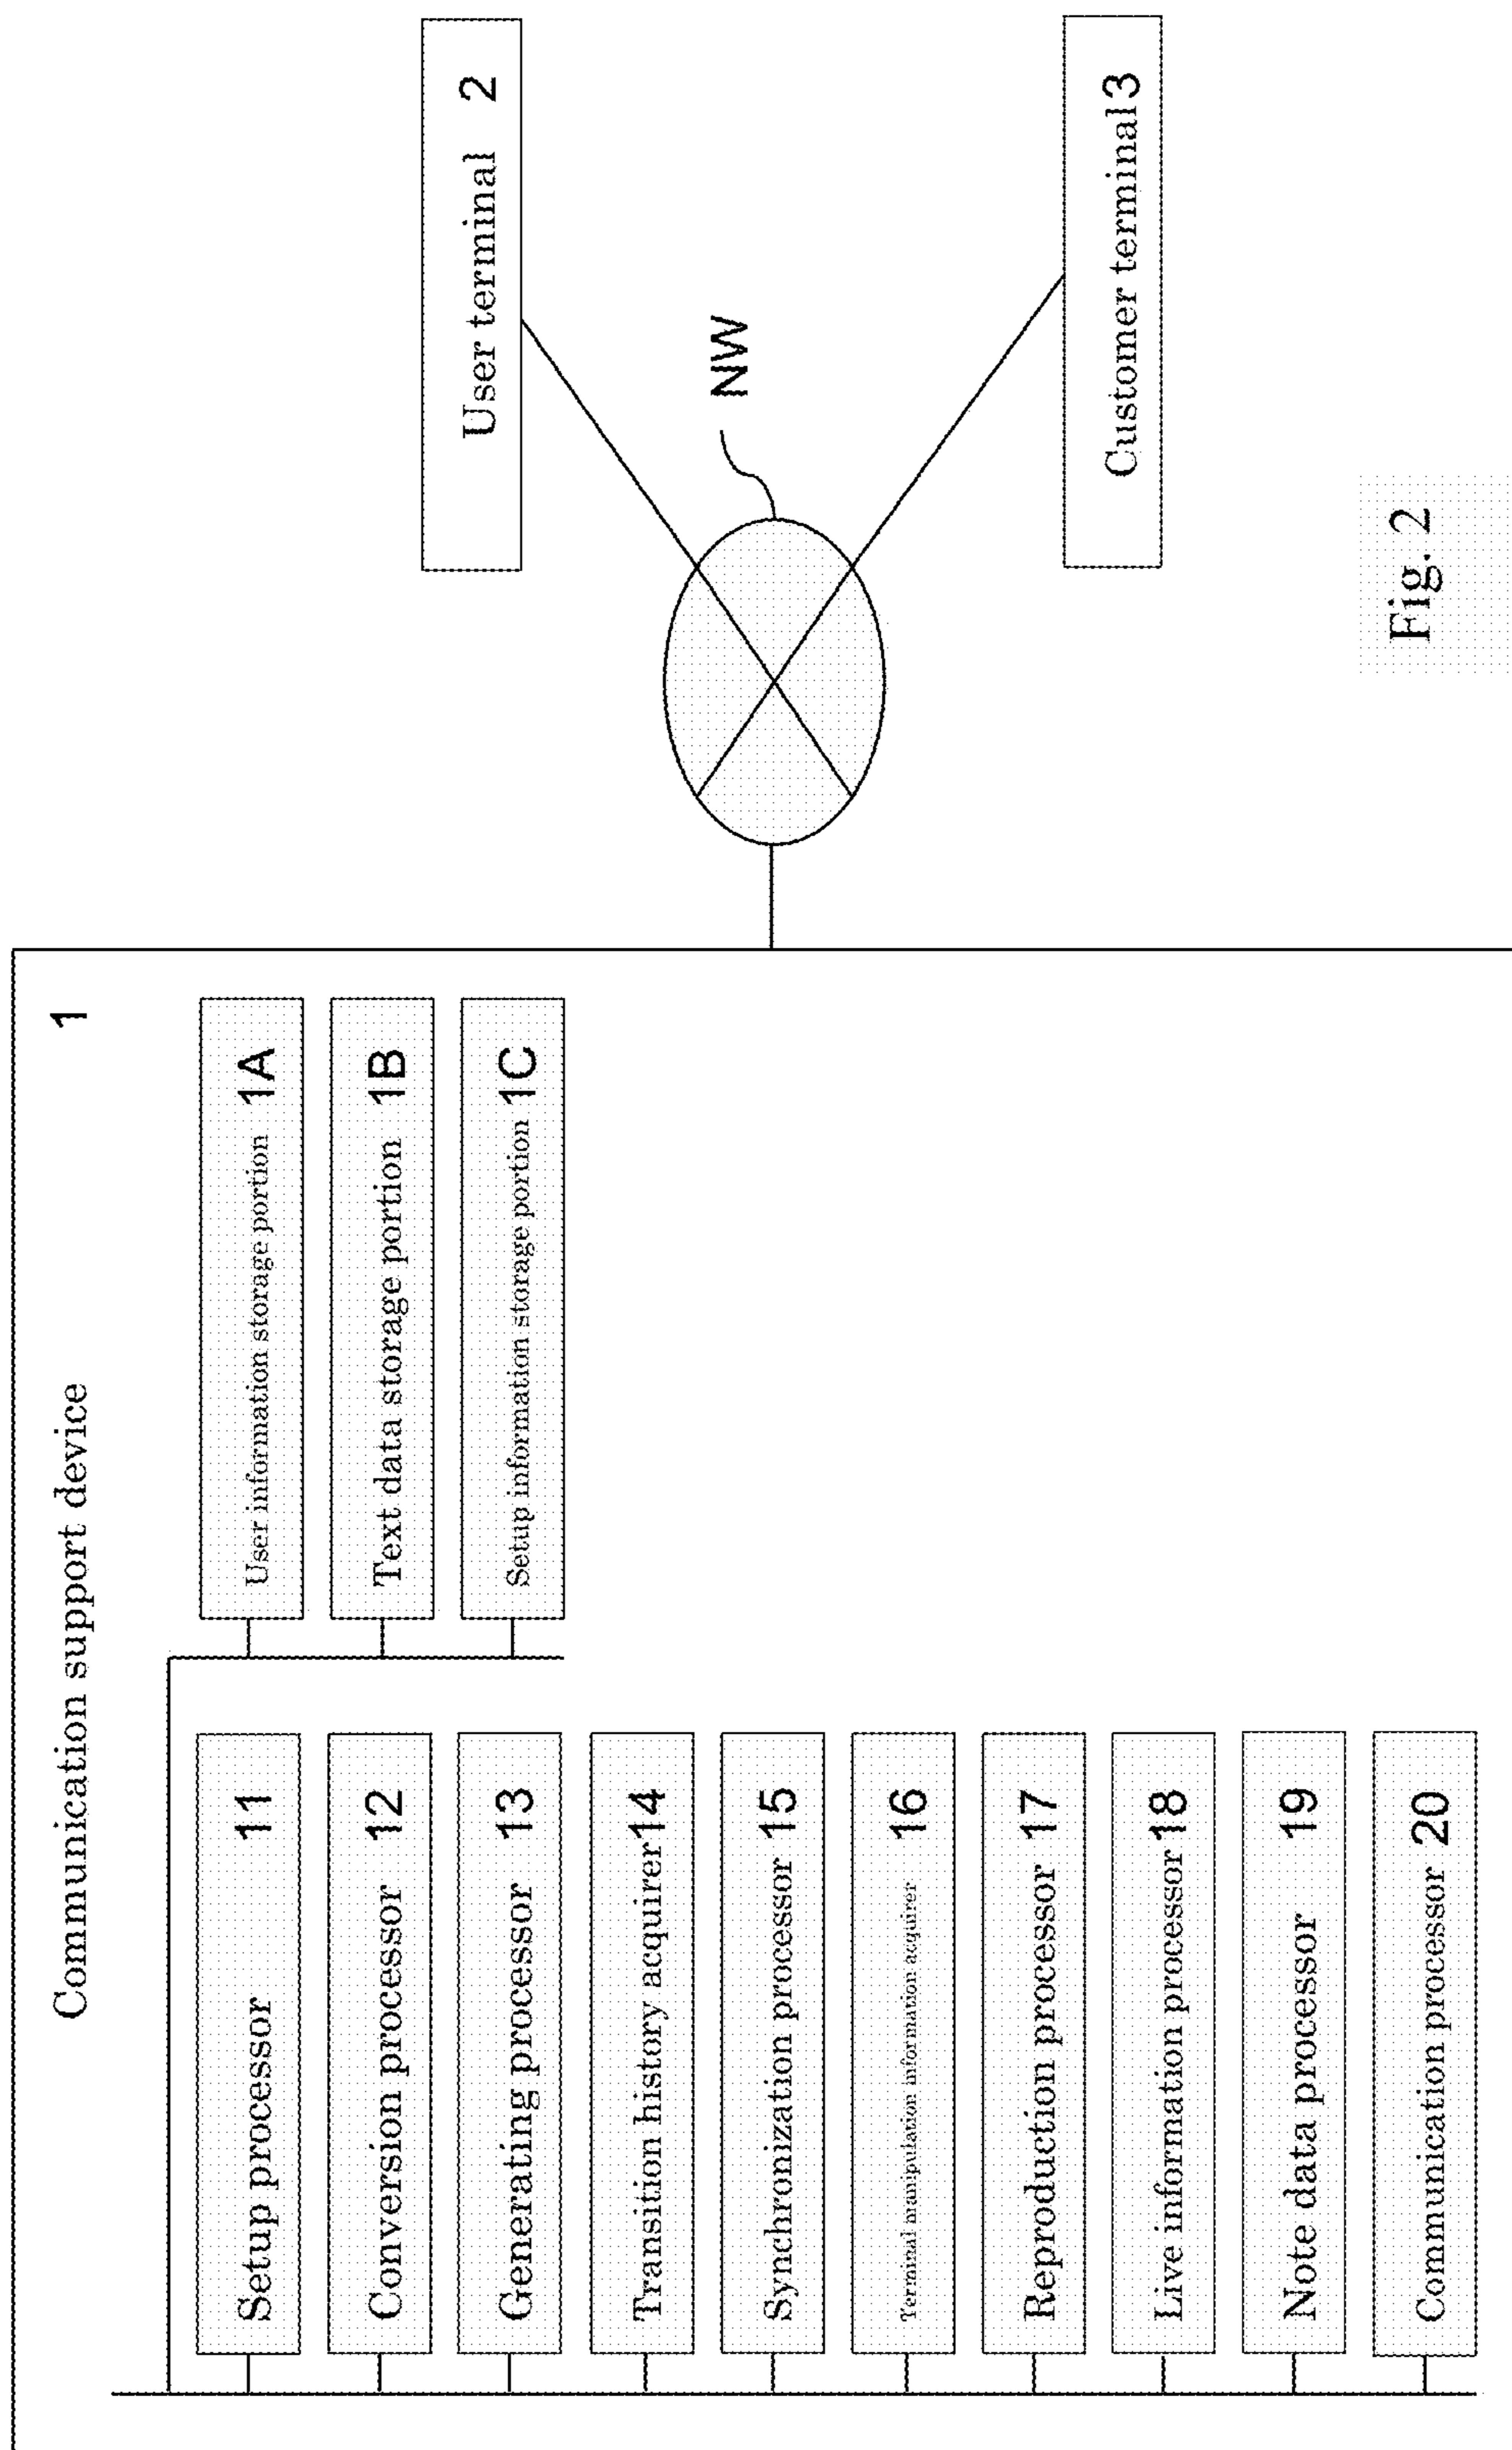 Communication support device 1
Setup processor 11
Conversion processor 12
Generating processor 13
Transition history acquirer 14
Synchronization processor 15
Terminal manipulation information acquirer 16
Reproduction processor 17
Live information processor 18
Note data processor 19
Communication processor 20
User information storage portion 1A
Text data storage portion 1B
Setup information storage portion 1C
NW
User terminal 2
Customer terminal 3
Fig. 2